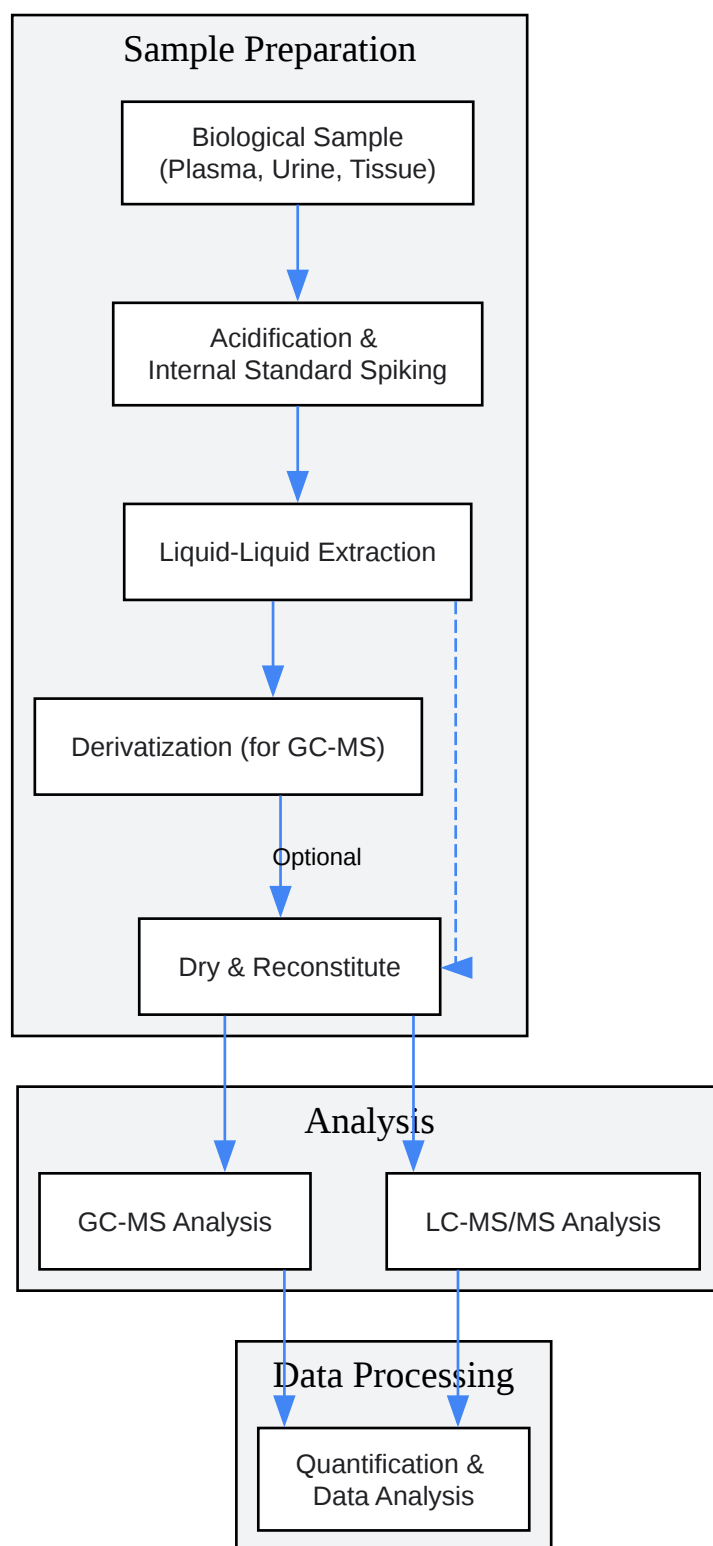 Sample Preparation
Biological Sample
(Plasma, Urine, Tissue)
Acidification &
Internal Standard Spiking
Liquid-Liquid Extraction
Derivatization (for GC-MS)
Optional
Dry & Reconstitute
Analysis
GC-MS Analysis
LC-MS/MS Analysis
Data Processing
Quantification &
Data Analysis